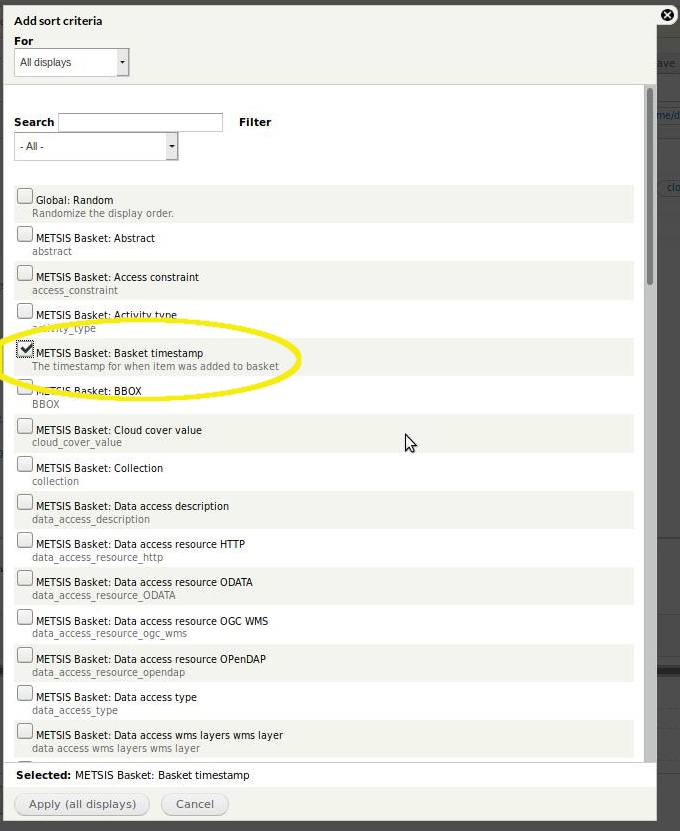 Add sort criteria
For
All displays
ave
me/d
Search
Filter
- All -
clo
Global: Random
Randomize the display order.
METSIS Basket: Abstract
abstract
METSIS Basket: Access constraint
access_constraint
METSIS Basket: Activity type
activity_type
METSIS Basket: Basket timestamp
The timestamp for when item was added to basket
METSIS Basket: BBOX
BBOX
METSIS Basket: Cloud cover value
cloud_cover_value
METSIS Basket: Collection
collection
METSIS Basket: Data access description
data_access_description
METSIS Basket: Data access resource HTTP
data_access_resource_http
METSIS Basket: Data access resource ODATA
data_access_resource_ODATA
METSIS Basket: Data access resource OGC WMS
data_access_resource_ogc_wms
METSIS Basket: Data access resource OPenDAP
data_access_resource_opendap
METSIS Basket: Data access type
data_access_type
METSIS Basket: Data access wms layers wms layer
data access wms layers wms layer
Selected: METSIS Basket: Basket timestamp
Apply (all displays)
Cancel